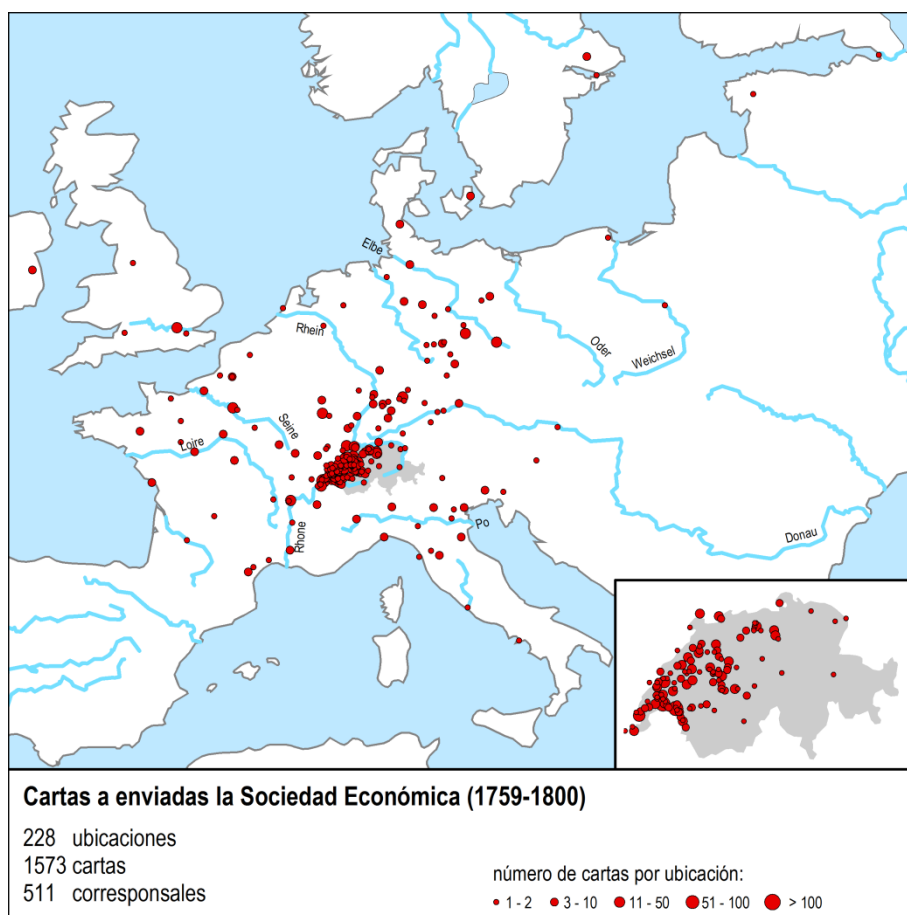 Elbe
Rhein
Oder
Weichsel
Seine
Loire
Rhone
Po
Donau
Cartas a enviadas la Sociedad Económica (1759-1800)
228 ubicaciones
1573 cartas
511 corresponsales
número de cartas por ubicación:
1 - 2 3 - 10 11 - 50 51 - 100 > 100